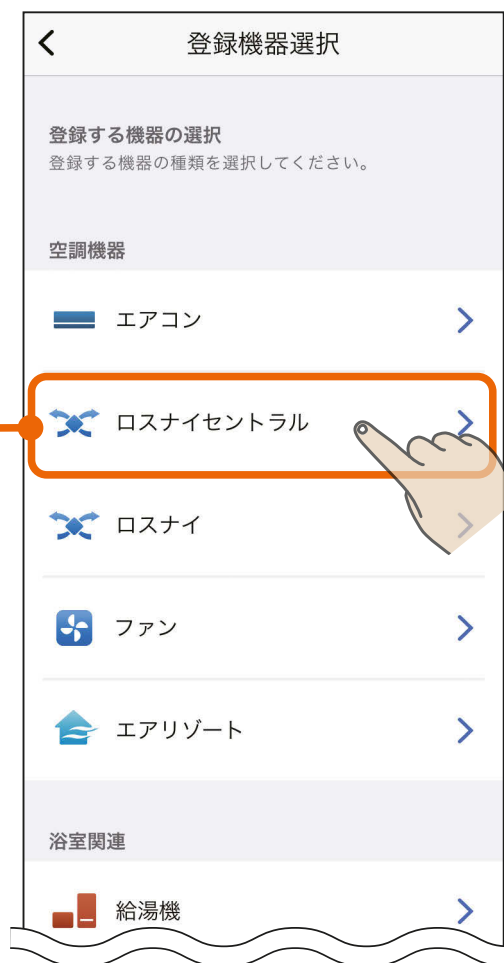 登録機器選択
登録する機器の選択
登録する機器の種類を選択してください。
空調機器
エアコン
ロスナイセントラル
ロスナイ
ファン
エアリゾート
浴室関連
給湯機